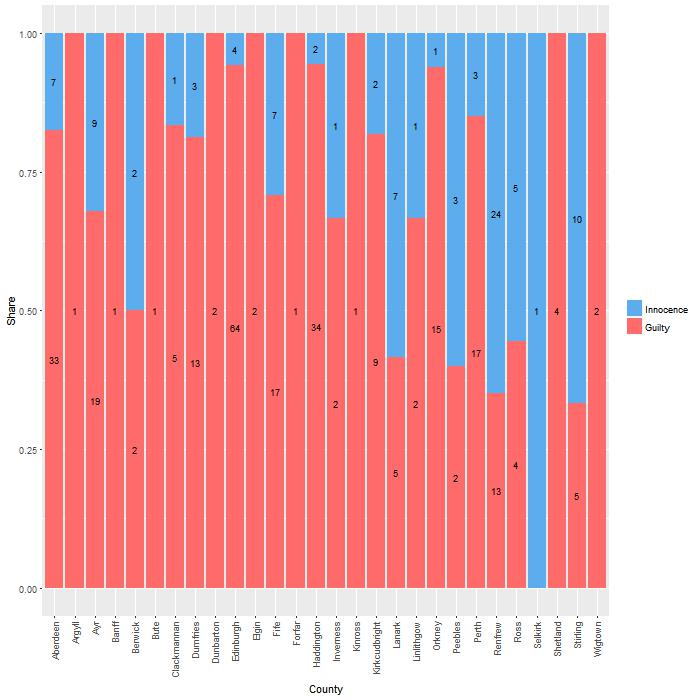 1.00
0.75
0.50
0.25
0.00
Share
7
33
1
9
19
1
2
2
1
1
5
3
13
2
4
64
2
7
17
1
2
34
1
2
1
2
9
7
5
1
2
1
15
3
2
3
17
24
13
5
4
1
4
10
5
2
Aberdeen
Argyll
Ayr
Banff
Berwick
Bute
Clackmannan
Dumfries
Dunbarton
Edinburgh
Elgin
Fife
Forfar
Haddington
Inverness
Kinross
Kirkcudbright
Lanark
Linlithgow
Orkney
Peebles
Perth
Renfrew
Ross
Selkirk
Shetland
Stirling
Wigtown
County
Innocence
Guilty